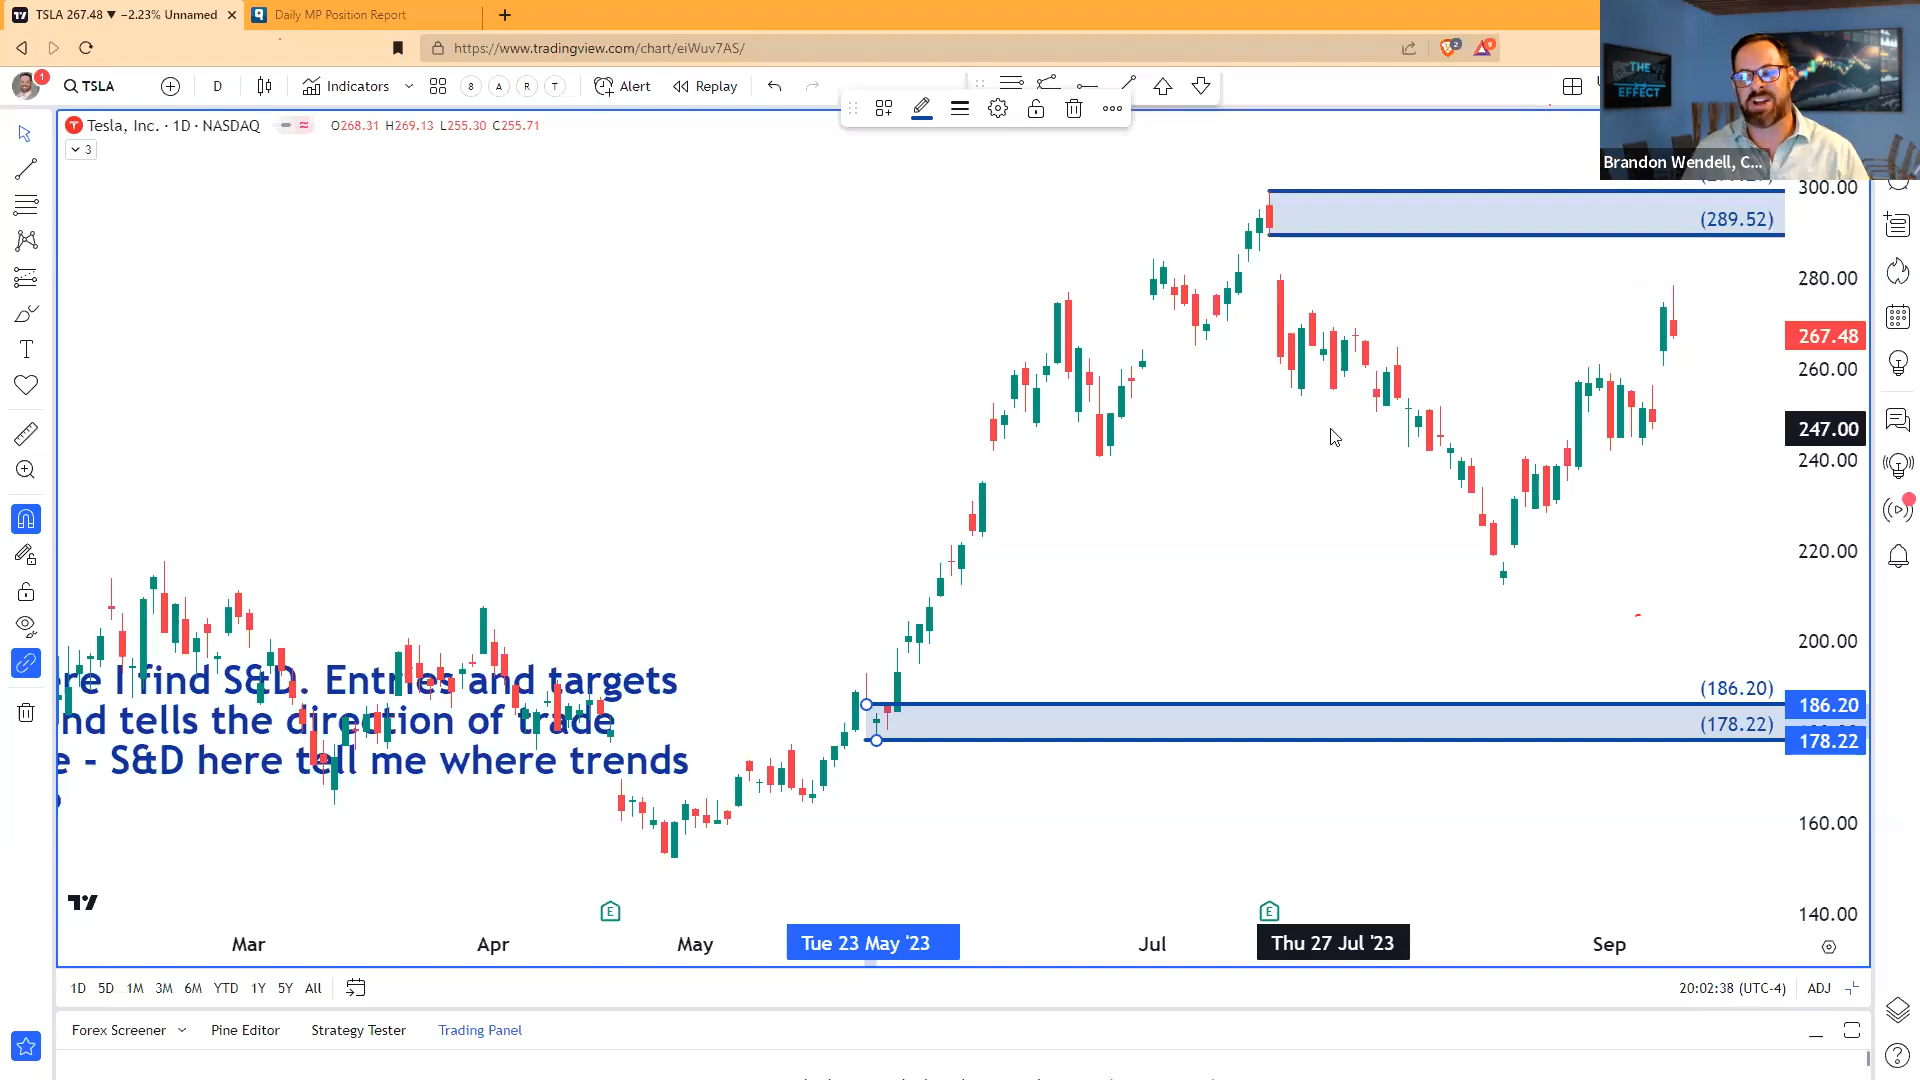 TSLA 267.48 ▼ −2.23% Unnamed
Daily MP Position Report
https://www.tradingview.com/chart/eiWuv7AS/
1
TSLA
D
Indicators
8 A R T
Alert
Replay
THE
EFFECT
Brandon Wendell, C...
Tesla, Inc. · 1D · NASDAQ
O268.31 H269.13 L255.30 C255.71
3
300.00
(289.52)
280.00
267.48
260.00
247.00
240.00
220.00
200.00
(186.20)
186.20
(178.22)
178.22
160.00
140.00
re I find S&D. Entries and targets
nd tells the direction of trade
e - S&D here tell me where trends
E
E
Mar
Apr
May
Tue 23 May '23
Jul
Thu 27 Jul '23
Sep
1D 5D 1M 3M 6M YTD 1Y 5Y All
20:02:38 (UTC-4)
ADJ
Forex Screener
Pine Editor
Strategy Tester
Trading Panel